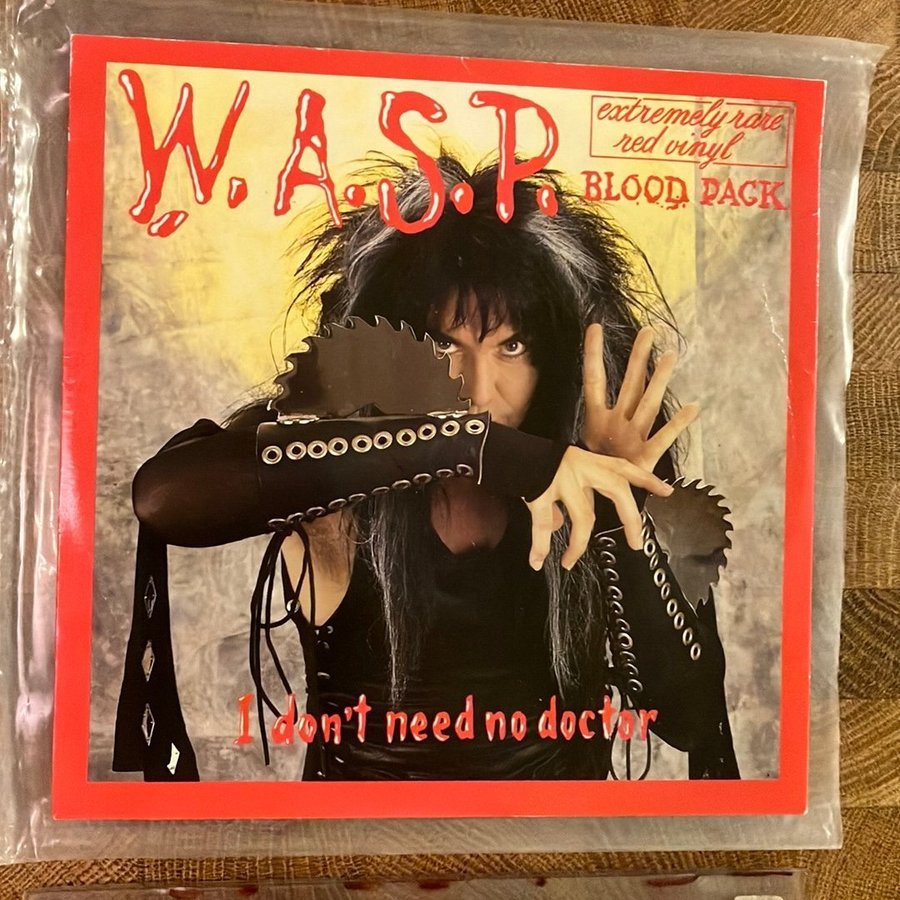 W.A.S.P.
extremely rare
red vinyl
BLOOD PACK
I don't need no doctor